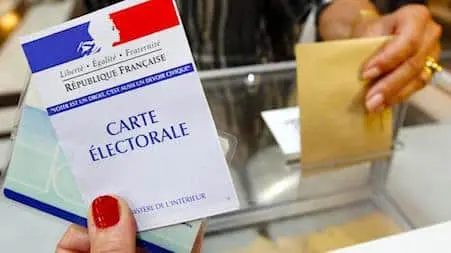 Liberté • Égalité • Fraternité
RÉPUBLIQUE FRANÇAISE
"VOTER EST UN DROIT, C'EST AUSSI UN DEVOIR CIVIQUE"
CARTE
ÉLECTORALE
MINISTÈRE DE L'INTÉRIEUR